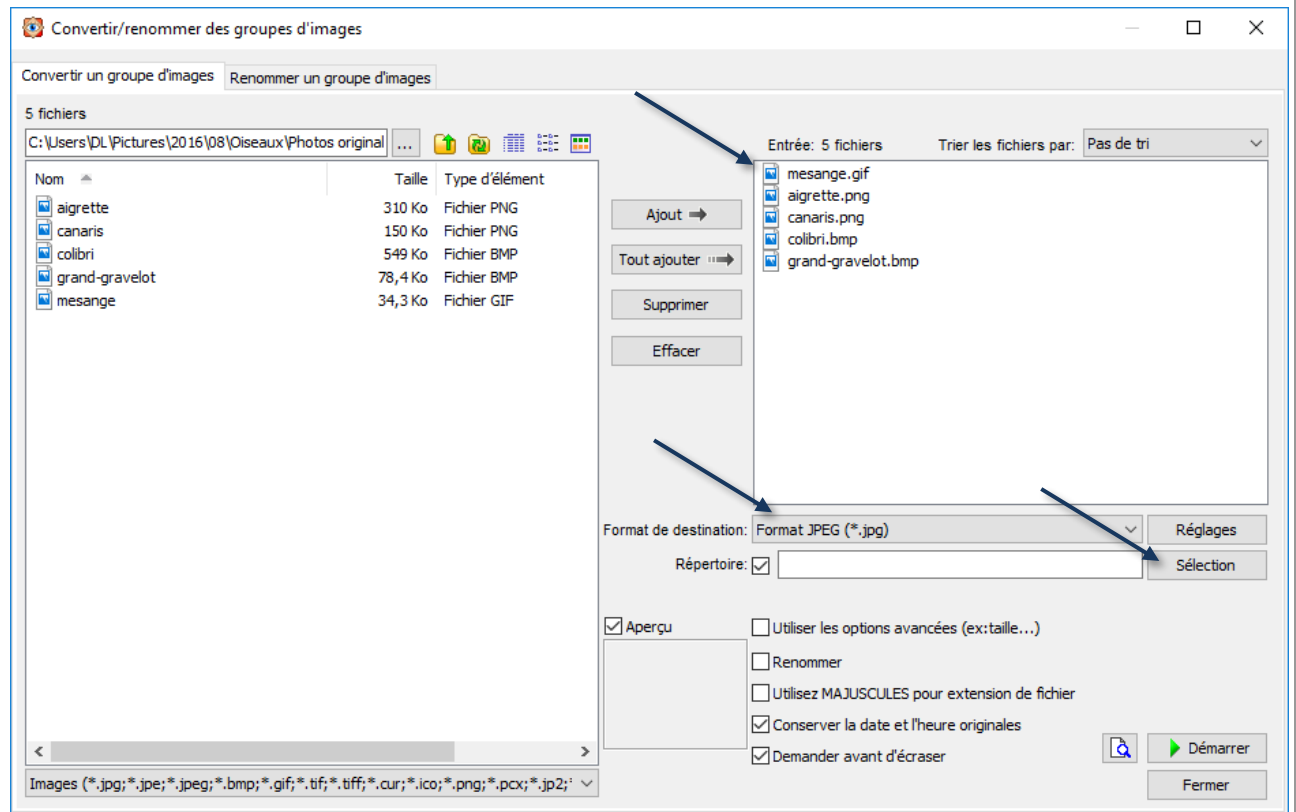 Convertir/renommer des groupes d'images
Convertir un groupe d'images Renommer un groupe d'images
5 fichiers
C:\Users\DL\Pictures\2016\08\Oiseaux\Photos original ...
Nom Taille Type d'élément
aigrette 310 Ko Fichier PNG
canaris 150 Ko Fichier PNG
colibri 549 Ko Fichier BMP
grand-gravelot 78,4 Ko Fichier BMP
mesange 34,3 Ko Fichier GIF
Images (*.jpg;*.jpe;*.jpeg;*.bmp;*.gif;*.tif;*.tiff;*.cur;*.ico;*.png;*.pcx;*.jp2;*
Ajout
Tout ajouter
Supprimer
Effacer
Entrée: 5 fichiers Trier les fichiers par: Pas de tri
mesange.gif
aigrette.png
canaris.png
colibri.bmp
grand-gravelot.bmp
Format de destination: Format JPEG (*.jpg) Réglages
Répertoire: Sélection
Aperçu
Utiliser les options avancées (ex:taille...)
Renommer
Utilisez MAJUSCULES pour extension de fichier
Conserver la date et l'heure originales
Demander avant d'écraser
Démarrer
Fermer